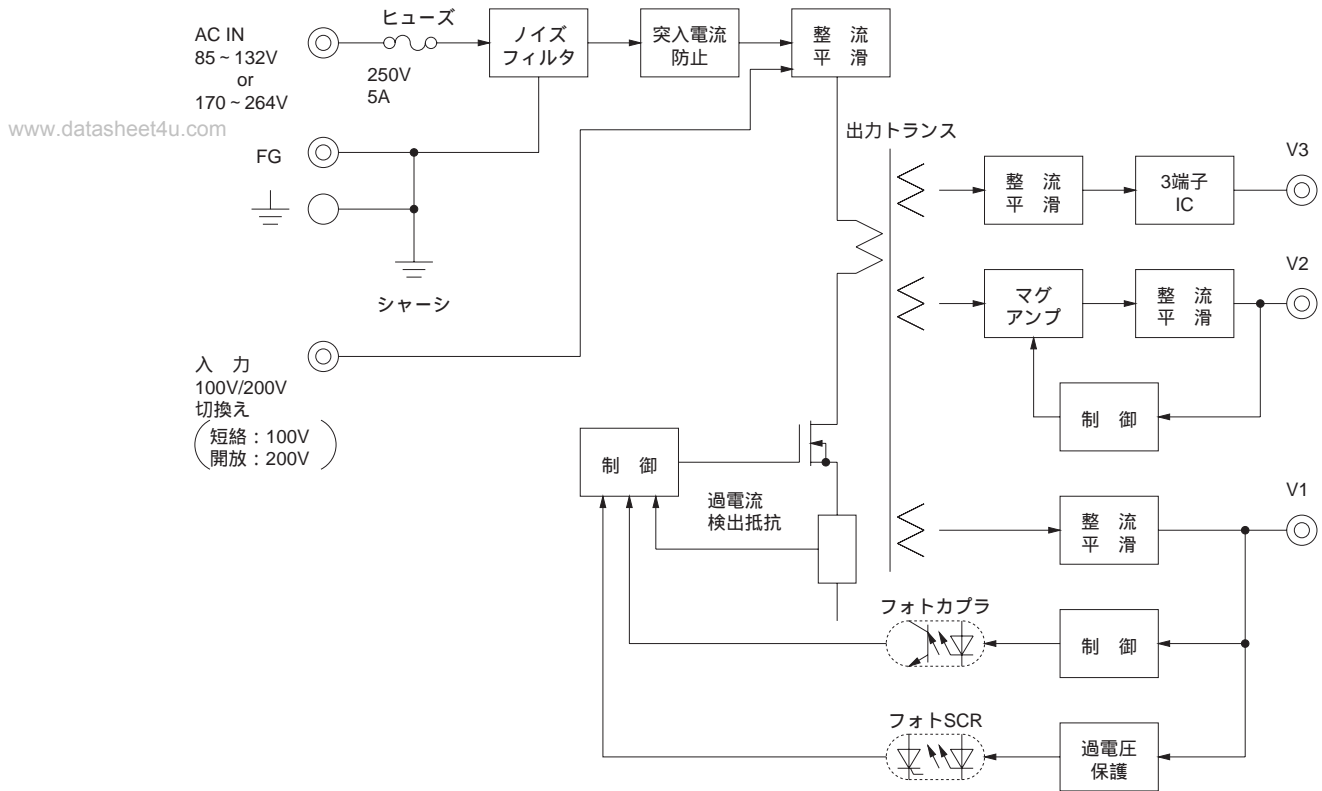 AC IN
85～132V
or
170～264V
ヒューズ
250V
5A
ノイズ
フィルタ
突入電流
防止
整　流
平　滑
www.datasheet4u.com
FG
シャーシ
入　力
100V/200V
切換え
短絡：100V
開放：200V
出力トランス
整　流
平　滑
3端子
IC
V3
マグ
アンプ
整　流
平　滑
V2
制　御
制　御
過電流
検出抵抗
整　流
平　滑
V1
フォトカプラ
制　御
フォトSCR
過電圧
保護